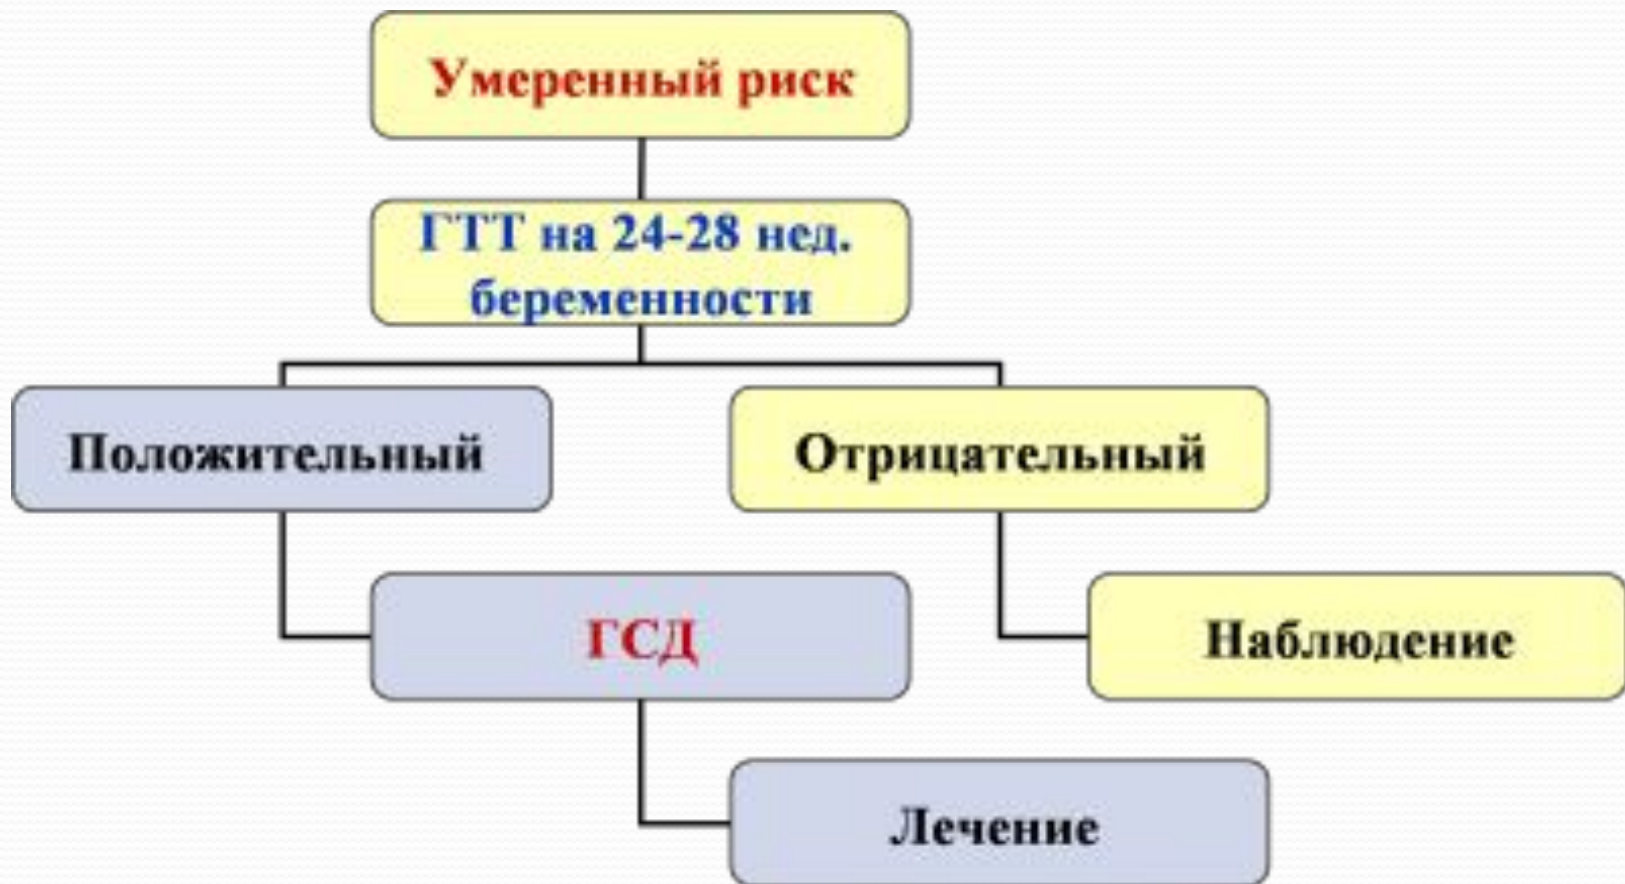 Умеренный риск
ГТТ на 24-28 нед.
беременности
Положительный
Отрицательный
ГСД
Наблюдение
Лечение